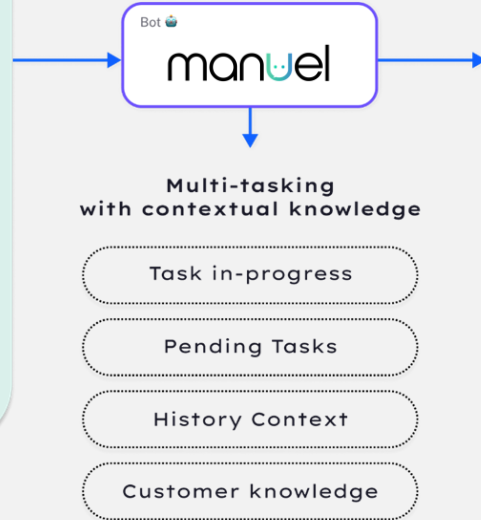 Bot 🤖
manuel
Multi-tasking
with contextual knowledge
Task in-progress
Pending Tasks
History Context
Customer knowledge